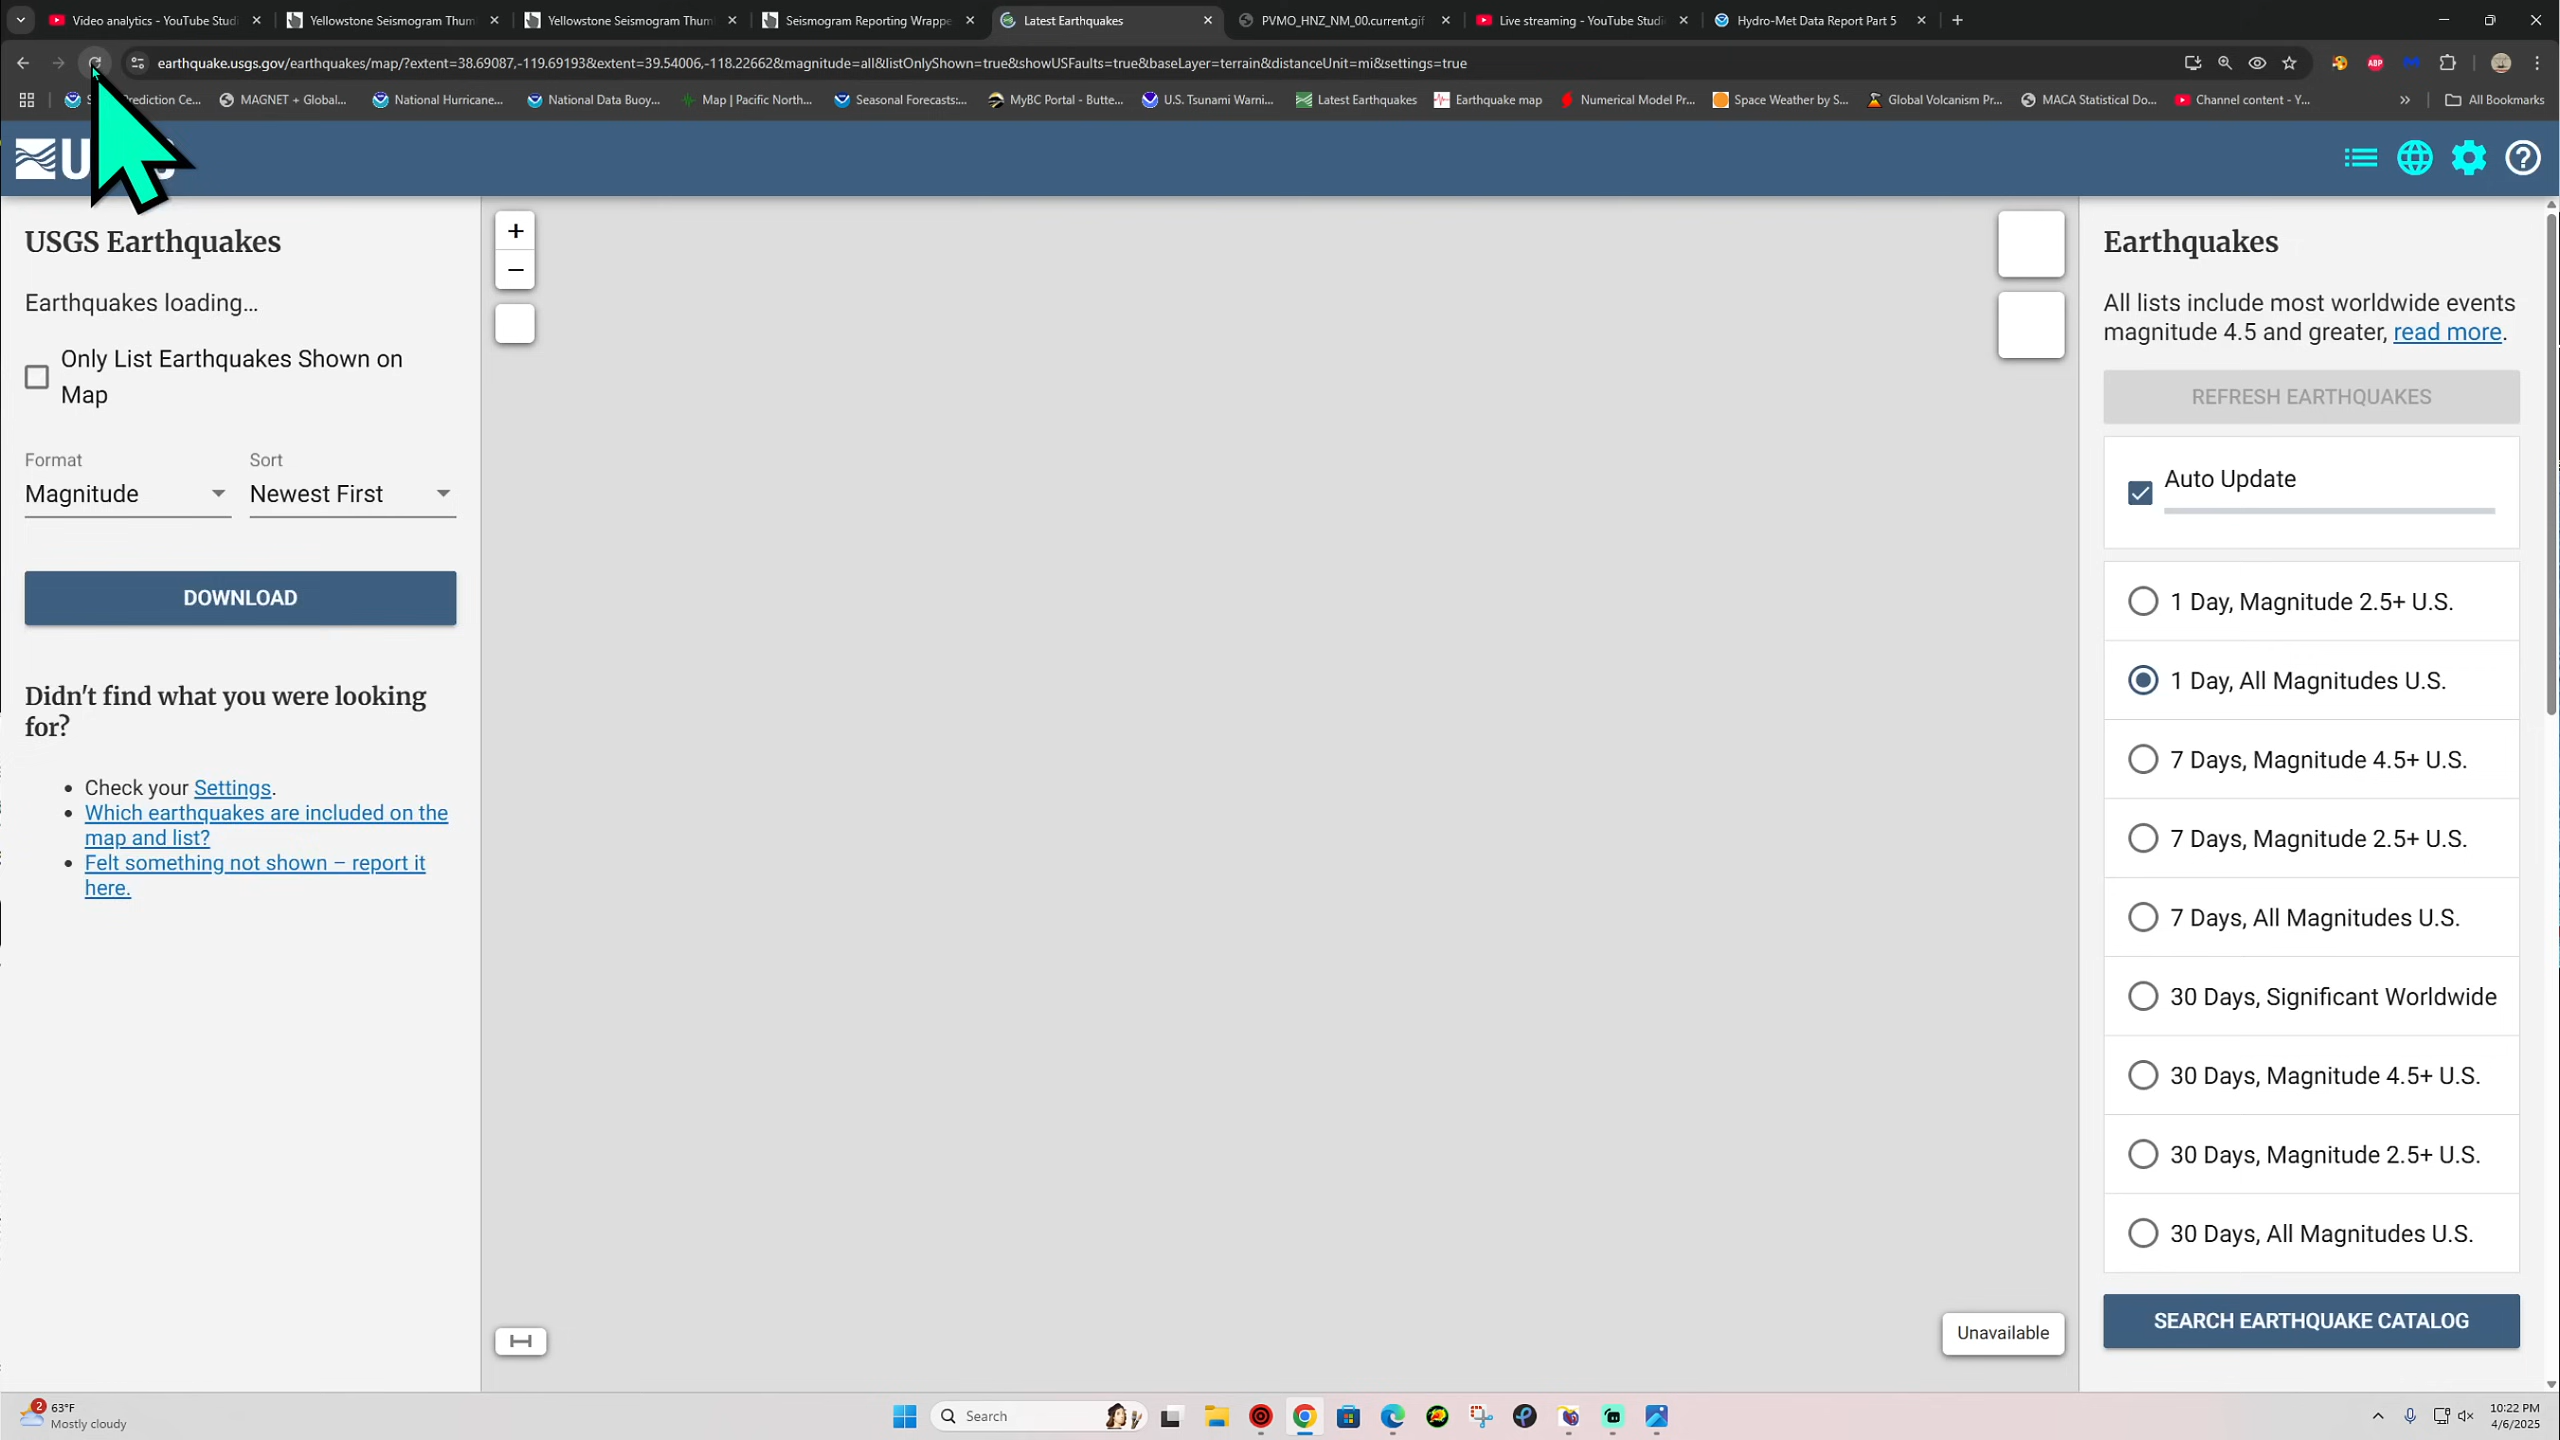 Video analytics - YouTube Studi
Yellowstone Seismogram Thum
Yellowstone Seismogram Thum
Seismogram Reporting Wrappe
Latest Earthquakes
PVMO_HNZ_NM_00.current.gif
Live streaming - YouTube Studi
Hydro-Met Data Report Part 5
earthquake.usgs.gov/earthquakes/map/?extent=38.69087,-119.69193&extent=39.54006,-118.22662&magnitude=all&listOnlyShown=true&showUSFaults=true&baseLayer=terrain&distanceUnit=mi&settings=true
Prediction Ce...
MAGNET + Global...
National Hurricane...
National Data Buoy...
Map | Pacific North...
Seasonal Forecasts:...
MyBC Portal - Butte...
U.S. Tsunami Warni...
Latest Earthquakes
Earthquake map
Numerical Model Pr...
Space Weather by S...
Global Volcanism Pr...
MACA Statistical Do...
Channel content - Y...
All Bookmarks
USGS Earthquakes
Earthquakes loading...
Only List Earthquakes Shown on
Map
Format
Sort
Magnitude
Newest First
DOWNLOAD
Didn't find what you were looking
for?
• Check your Settings.
• Which earthquakes are included on the
map and list?
• Felt something not shown – report it
here.
+
−
Unavailable
Earthquakes
All lists include most worldwide events
magnitude 4.5 and greater, read more.
REFRESH EARTHQUAKES
Auto Update
1 Day, Magnitude 2.5+ U.S.
1 Day, All Magnitudes U.S.
7 Days, Magnitude 4.5+ U.S.
7 Days, Magnitude 2.5+ U.S.
7 Days, All Magnitudes U.S.
30 Days, Significant Worldwide
30 Days, Magnitude 4.5+ U.S.
30 Days, Magnitude 2.5+ U.S.
30 Days, All Magnitudes U.S.
SEARCH EARTHQUAKE CATALOG
2
63°F
Mostly cloudy
Search
10:22 PM
4/6/2025